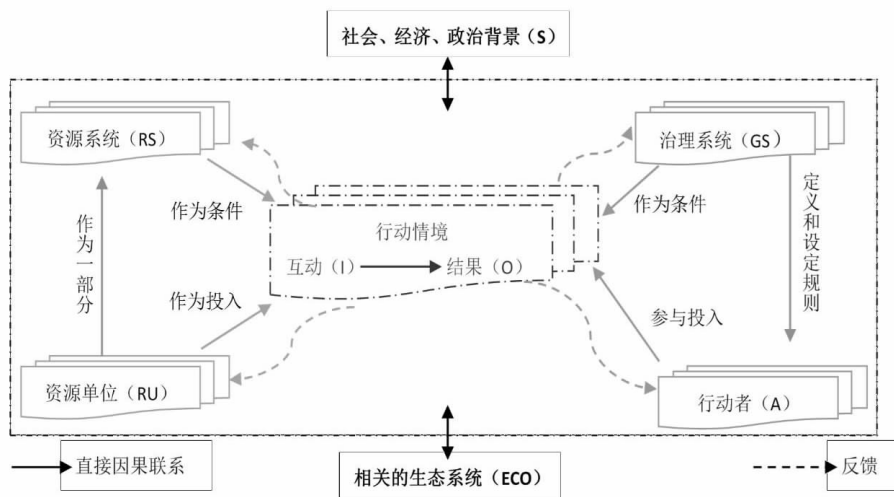 社会、经济、政治背景（S）
资源系统（RS）
治理系统（GS）
作为条件
作为条件
行动情境
互动（I）
结果（O）
作为一部分
定义和设定规则
作为投入
参与投入
资源单位（RU）
行动者（A）
直接因果联系
相关的生态系统（ECO）
反馈